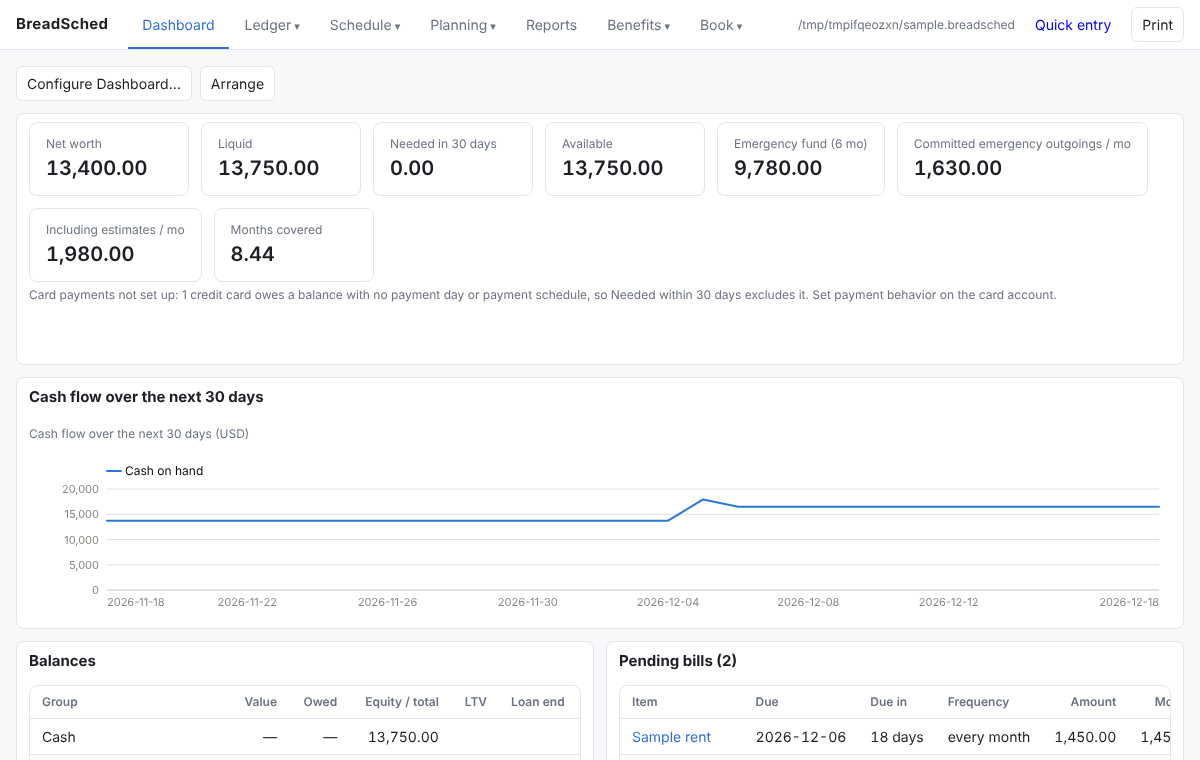 BreadSched Dashboard Ledger ▾ Schedule ▾ Planning ▾ Reports Benefits ▾ Book ▾ /tmp/tmpifqeozxn/sample.breadsched Quick entry Print
Configure Dashboard... Arrange
Net worth Liquid Needed in 30 days Available Emergency fund (6 mo) Committed emergency outgoings / mo
13,400.00 13,750.00 0.00 13,750.00 9,780.00 1,630.00
Including estimates / mo Months covered
1,980.00 8.44
Card payments not set up: 1 credit card owes a balance with no payment day or payment schedule, so Needed within 30 days excludes it. Set payment behavior on the card account.
Cash flow over the next 30 days
Cash flow over the next 30 days (USD)
Cash on hand
20,000
15,000
10,000
5,000
0
2026-11-18 2026-11-22 2026-11-26 2026-11-30 2026-12-04 2026-12-08 2026-12-12 2026-12-18
Balances
Group Value Owed Equity / total LTV Loan end
Cash — — 13,750.00
Pending bills (2)
Item Due Due in Frequency Amount
Sample rent 2026-12-06 18 days every month 1,450.00